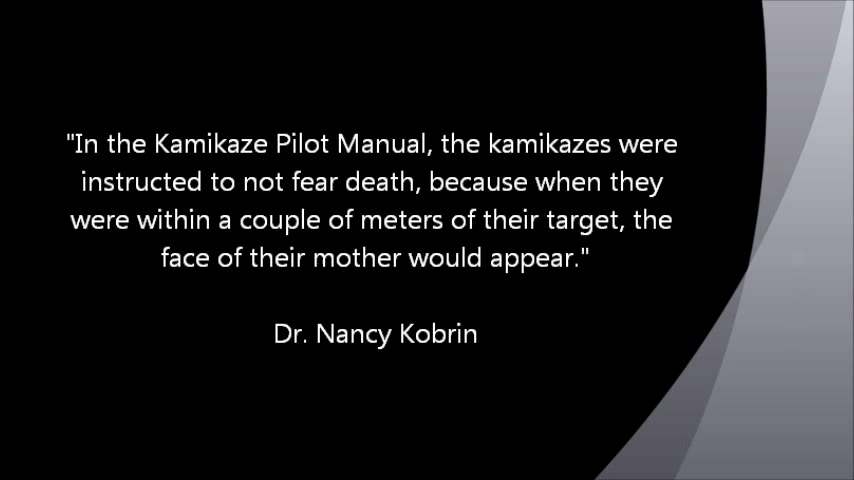 "In the Kamikaze Pilot Manual, the kamikazes were
instructed to not fear death, because when they
were within a couple of meters of their target, the
face of their mother would appear."
Dr. Nancy Kobrin